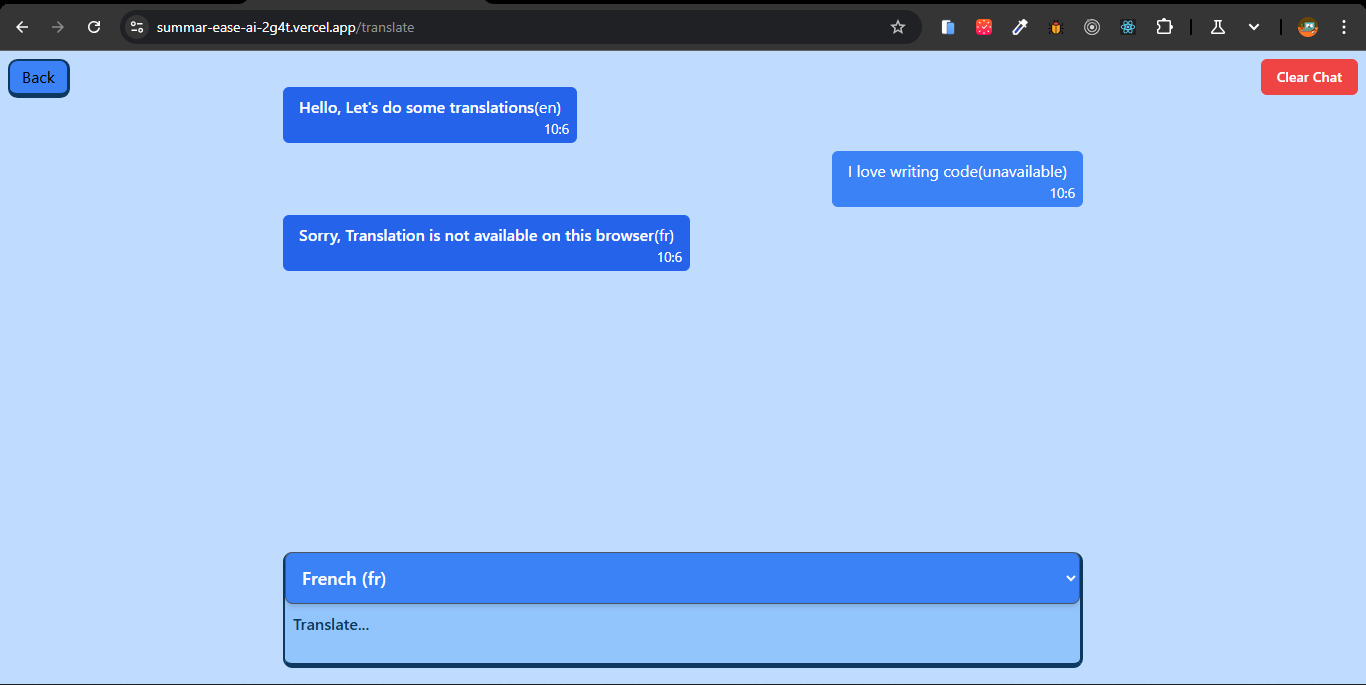 summar-ease-ai-2g4t.vercel.app/translate
Back
Clear Chat
Hello, Let's do some translations(en)
10:6
I love writing code(unavailable)
10:6
Sorry, Translation is not available on this browser(fr)
10:6
French (fr)
Translate...